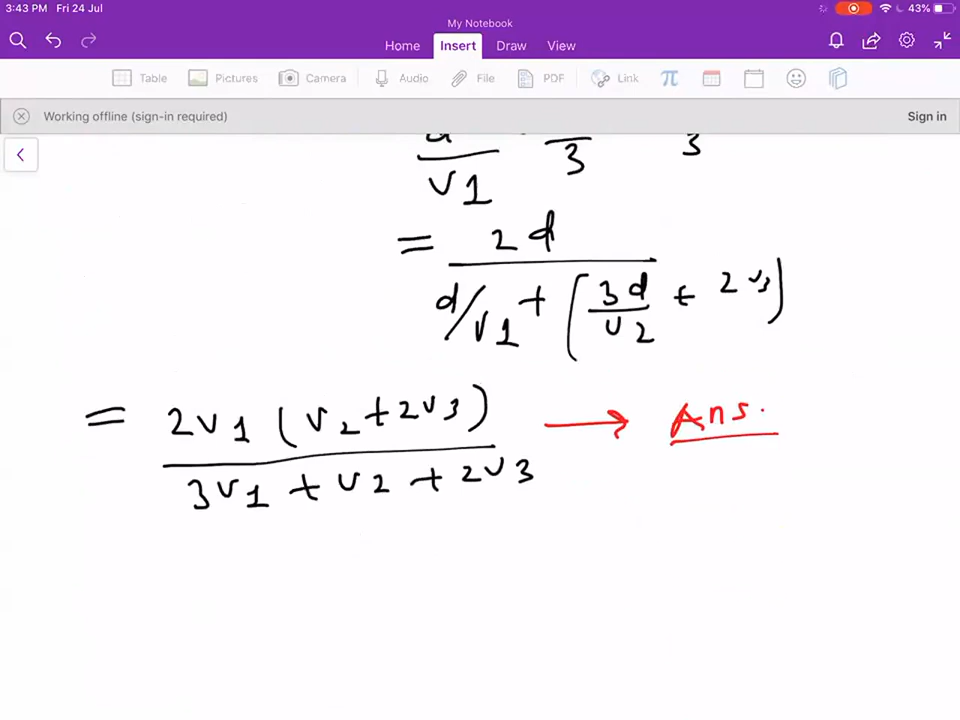 3:43 PM Fri 24 Jul 43%
My Notebook
Home Insert Draw View
Table Pictures Camera Audio File PDF Link π
Working offline (sign-in required) Sign in
v1 3 3
= 2d
d/v1 + (3d/v2 + 2v3)
= 2v1 (v2+2v3) → Ans.
3v1 + v2 + 2v3